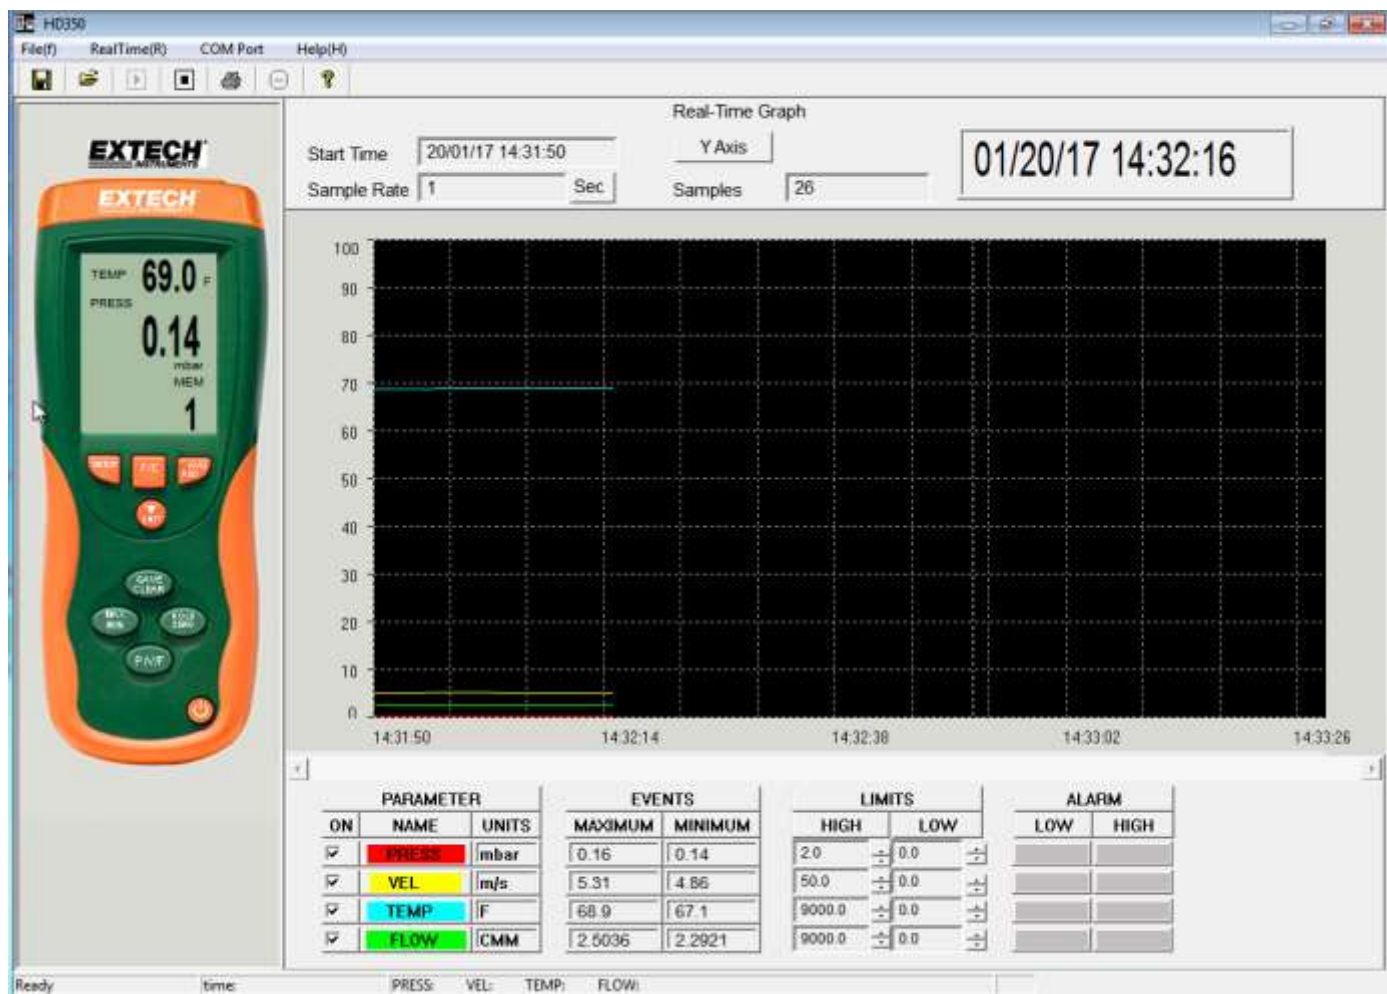 HD350
File(f) RealTime(R) COM Port Help(H)
Real-Time Graph
EXTECH
INSTRUMENTS
Start Time 20/01/17 14:31:50 Y Axis 01/20/17 14:32:16
Sample Rate 1 Sec Samples 26
EXTECH
INSTRUMENTS
TEMP 69.0 F
PRESS
0.14
mbar
MEM
1
SAVE
CLEAR
P/V/F
100
90
80
70
60
50
40
30
20
10
0
14:31:50 14:32:14 14:32:38 14:33:02 14:33:26
PARAMETER EVENTS LIMITS ALARM
ON NAME UNITS MAXIMUM MINIMUM HIGH LOW LOW HIGH
PRESS mbar 0.16 0.14 2.0 0.0
VEL m/s 5.31 4.86 50.0 0.0
TEMP F 68.9 67.1 9000.0 0.0
FLOW CMM 2.5036 2.2921 9000.0 0.0
Ready time: PRESS: VEL: TEMP: FLOW: